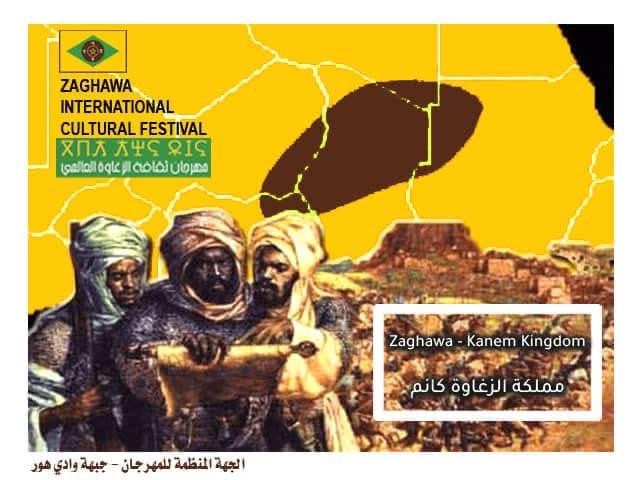 ZAGHAWA
INTERNATIONAL
CULTURAL FESTIVAL
مهرجان ثقافة الزغاوة العالمي
Zaghawa - Kanem Kingdom
مملكة الزغاوة كانم
الجهة المنظمة للمهرجان - جبهة وادي هور